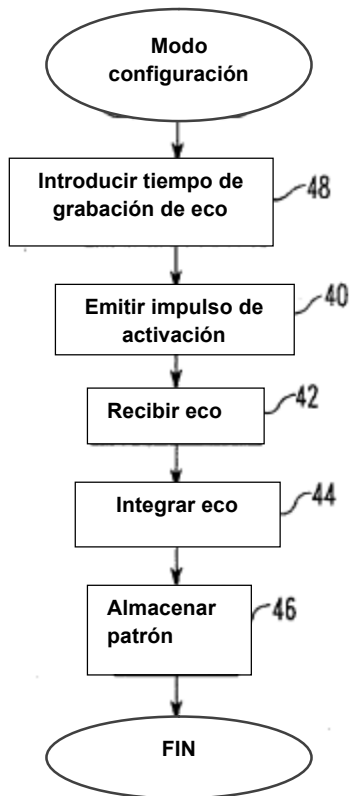 Modo
configuración
Introducir tiempo de
grabación de eco
48
Emitir impulso de
activación
40
Recibir eco
42
Integrar eco
44
Almacenar
patrón
46
FIN